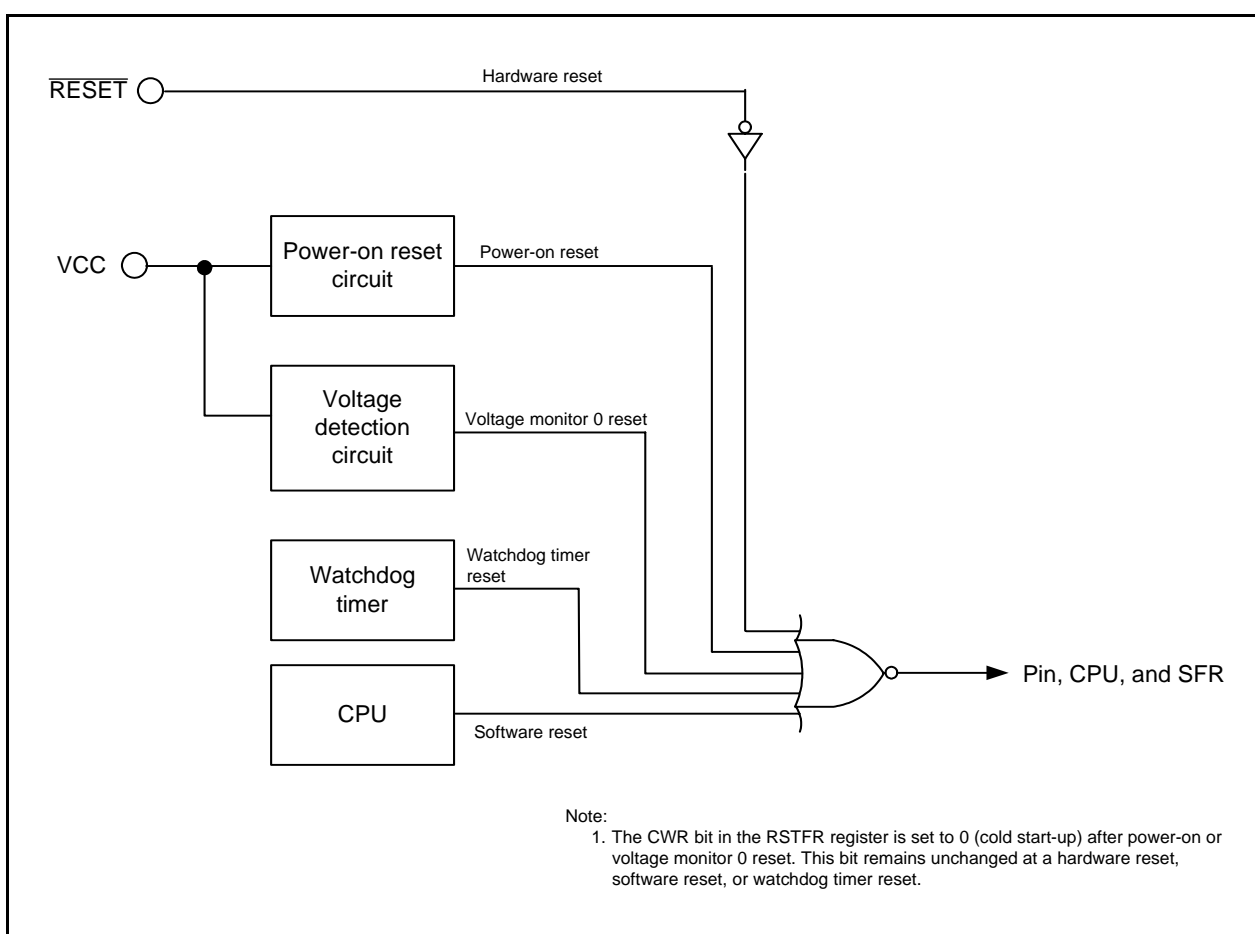 RESET
Hardware reset
VCC
Power-on reset
circuit
Power-on reset
Voltage
detection
circuit
Voltage monitor 0 reset
Watchdog
timer
Watchdog timer
reset
CPU
Software reset
Pin, CPU, and SFR
Note:
1. The CWR bit in the RSTFR register is set to 0 (cold start-up) after power-on or
voltage monitor 0 reset. This bit remains unchanged at a hardware reset,
software reset, or watchdog timer reset.